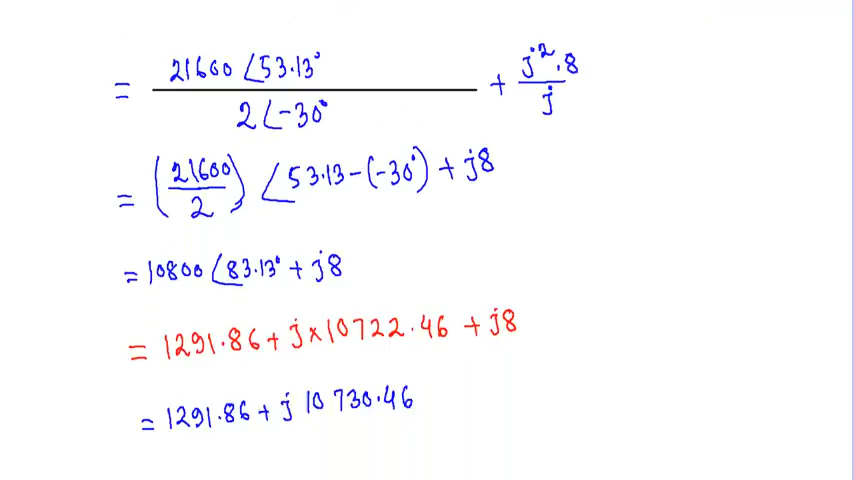 = 21600 ∠53.13° / 2 ∠-30° + j².8 / j
= (21600 / 2) ∠53.13-(-30°) + j8
= 10800 ∠83.13° + j8
= 1291.86 + j×10722.46 + j8
= 1291.86 + j 10730.46